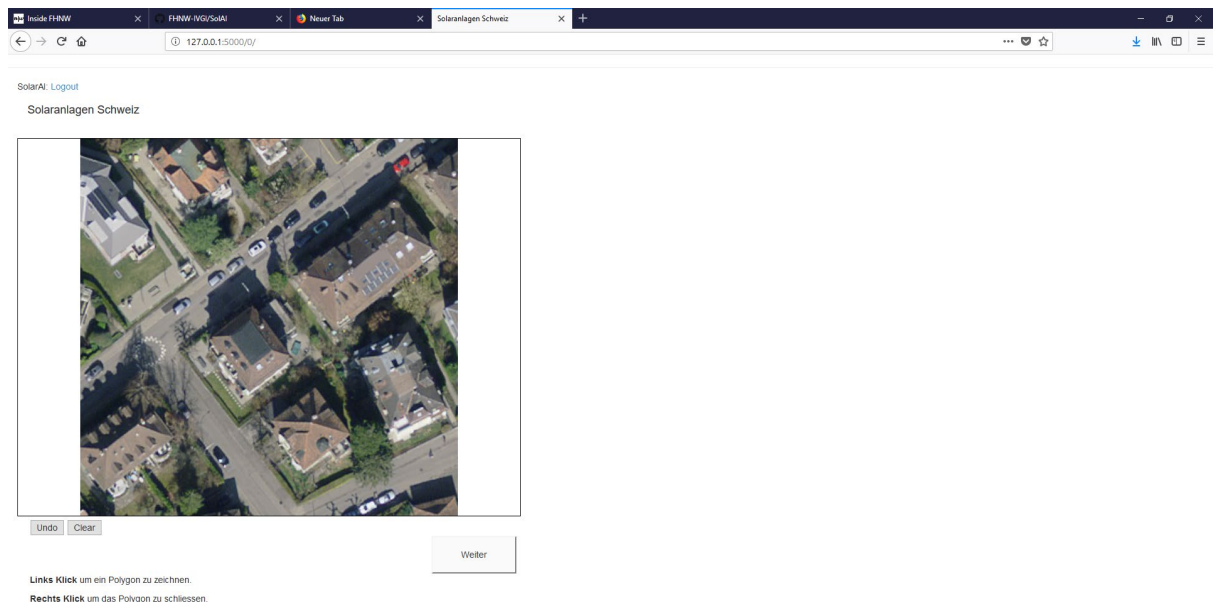 Inside FHNW
FHNW-IVGI/SolAI
Neuer Tab
Solaranlagen Schweiz
127.0.0.1:5000/0/
SolarAI: Logout
Solaranlagen Schweiz
Undo Clear
Weiter
Links Klick um ein Polygon zu zeichnen.
Rechts Klick um das Polygon zu schliessen.